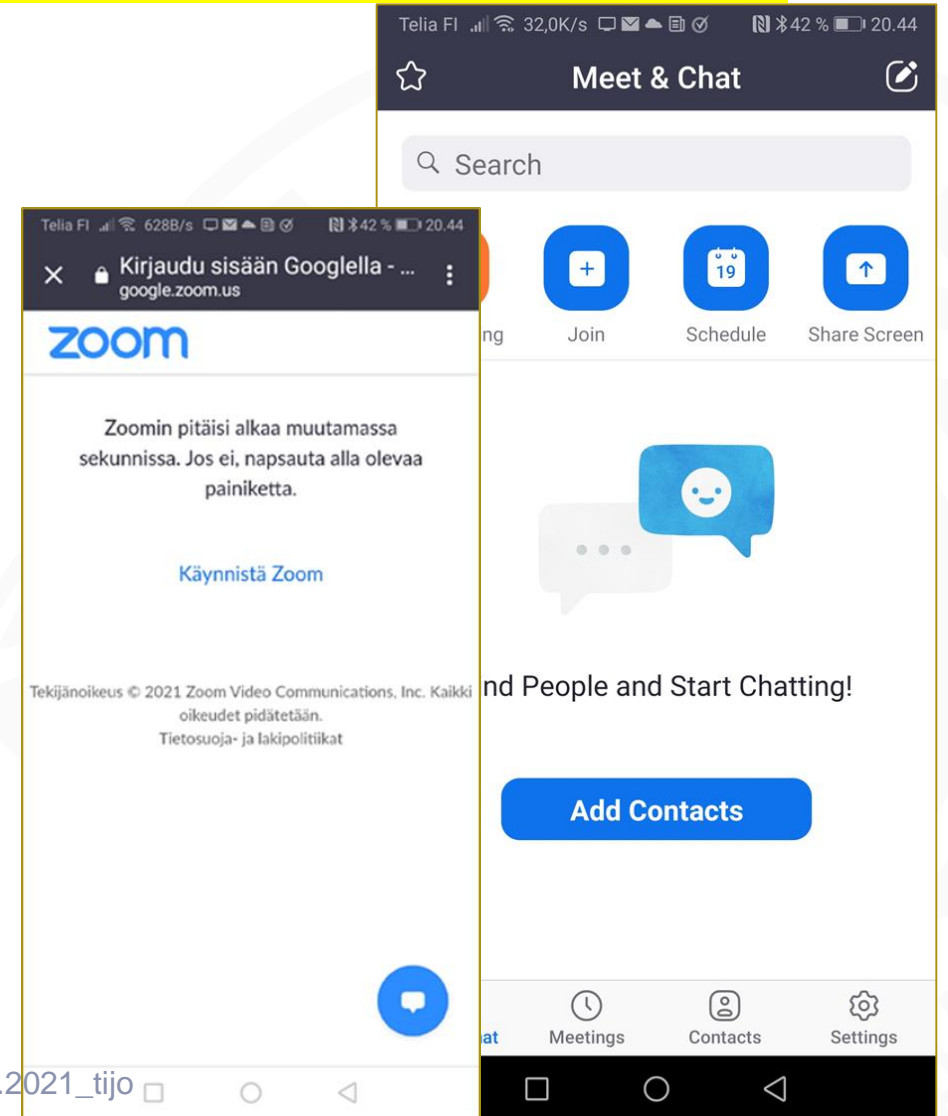 Telia FI 32,0K/s 42 % 20.44
Meet & Chat
Search
ng Join Schedule Share Screen
19
nd People and Start Chatting!
Add Contacts
at Meetings Contacts Settings
Telia FI 628B/s 42 % 20.44
Kirjaudu sisään Googlella - ...
google.zoom.us
zoom
Zoomin pitäisi alkaa muutamassa
sekunnissa. Jos ei, napsauta alla olevaa
painiketta.
Käynnistä Zoom
Tekijänoikeus © 2021 Zoom Video Communications, Inc. Kaikki
oikeudet pidätetään.
Tietosuoja- ja lakipolitiikat
.2021_tijo